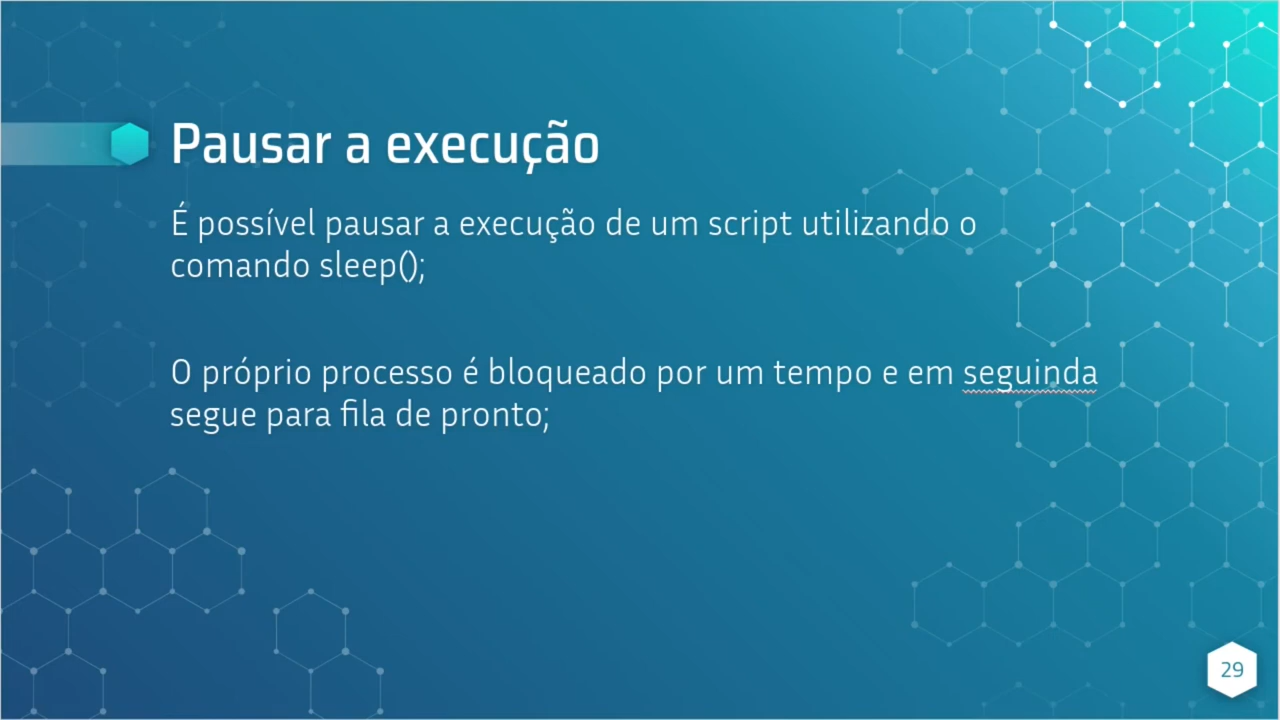 Pausar a execução
É possível pausar a execução de um script utilizando o
comando sleep();
O próprio processo é bloqueado por um tempo e em seguinda
segue para fila de pronto;
29